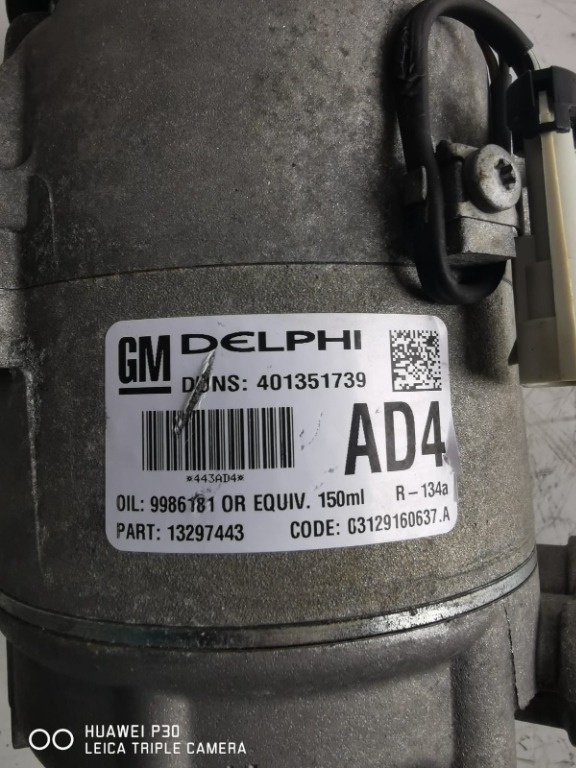 GM DELPHI
DUNS: 401351739
*443AD4*
AD4
OIL: 9986181 OR EQUIV. 150ml R-134a
PART: 13297443 CODE: 03129160637.A
HUAWEI P30
LEICA TRIPLE CAMERA